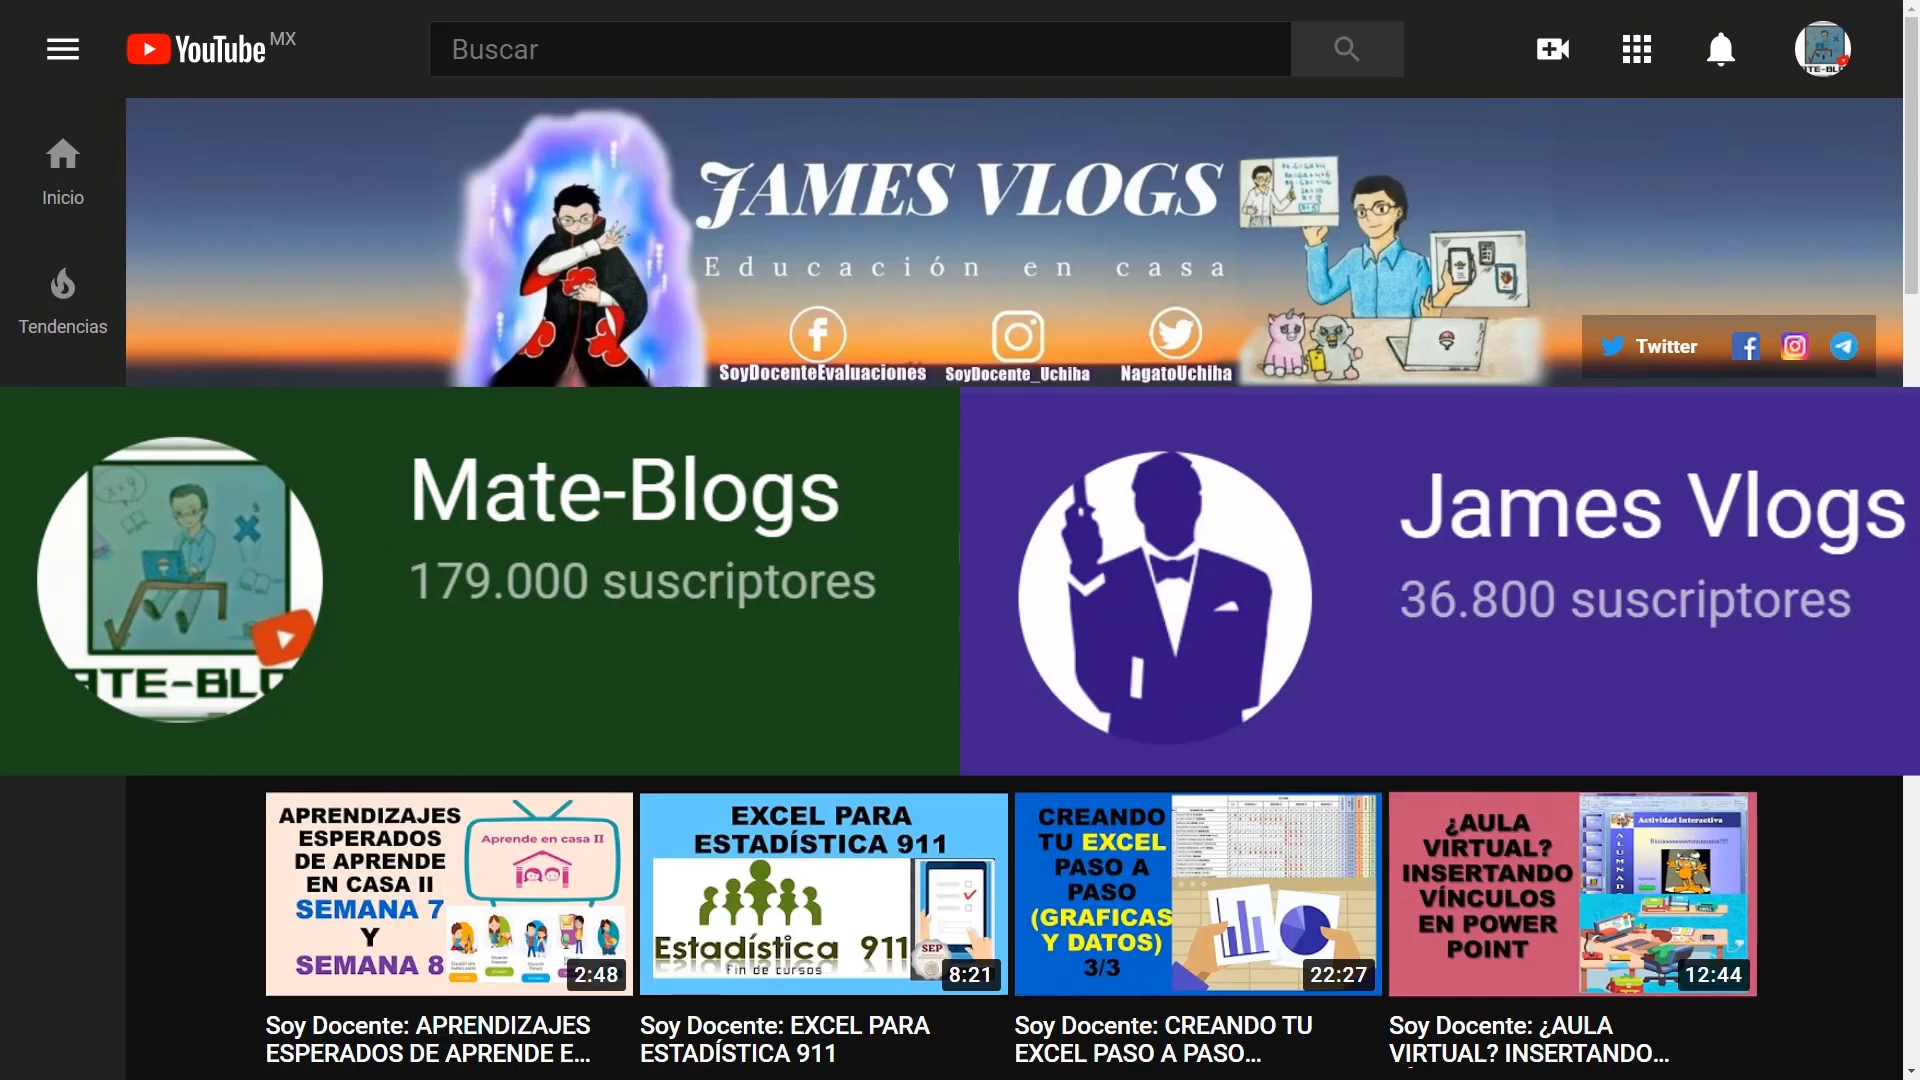 YouTube MX
Buscar
Inicio
Tendencias
JAMES VLOGS
Educación en casa
SoyDocenteEvaluaciones
SoyDocente_Uchiha
NagatoUchiha
Twitter
Mate-Blogs
179.000 suscriptores
James Vlogs
36.800 suscriptores
APRENDIZAJES
ESPERADOS
DE APRENDE
EN CASA II
SEMANA 7
Y
SEMANA 8
Aprende en casa II
2:48
EXCEL PARA
ESTADÍSTICA 911
Estadística 911
Fin de cursos
SEP
8:21
CREANDO
TU EXCEL
PASO A
PASO
(GRAFICAS
Y DATOS)
3/3
22:27
¿AULA
VIRTUAL?
INSERTANDO
VÍNCULOS
EN POWER
POINT
Actividad Interactiva
ALUMNAD
12:44
Soy Docente: APRENDIZAJES
ESPERADOS DE APRENDE E...
Soy Docente: EXCEL PARA
ESTADÍSTICA 911
Soy Docente: CREANDO TU
EXCEL PASO A PASO...
Soy Docente: ¿AULA
VIRTUAL? INSERTANDO...